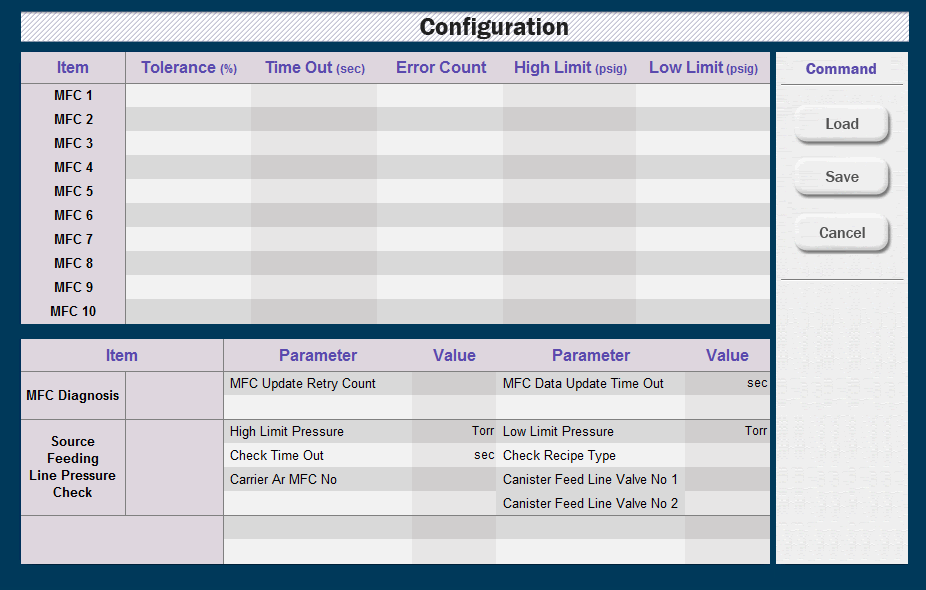 Configuration
Item Tolerance (%) Time Out (sec) Error Count High Limit (psig) Low Limit (psig)
MFC 1
MFC 2
MFC 3
MFC 4
MFC 5
MFC 6
MFC 7
MFC 8
MFC 9
MFC 10
Command
Load
Save
Cancel
Item Parameter Value Parameter Value
MFC Diagnosis
MFC Update Retry Count MFC Data Update Time Out sec
Source
Feeding
Line Pressure
Check
High Limit Pressure Torr Low Limit Pressure Torr
Check Time Out sec Check Recipe Type
Carrier Ar MFC No Canister Feed Line Valve No 1
Canister Feed Line Valve No 2